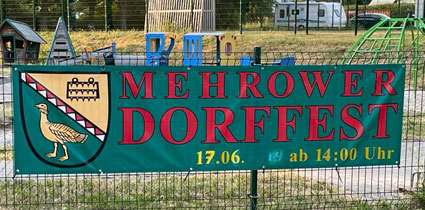 MEHROWER
DORFFEST
17.06. ab 14:00 Uhr